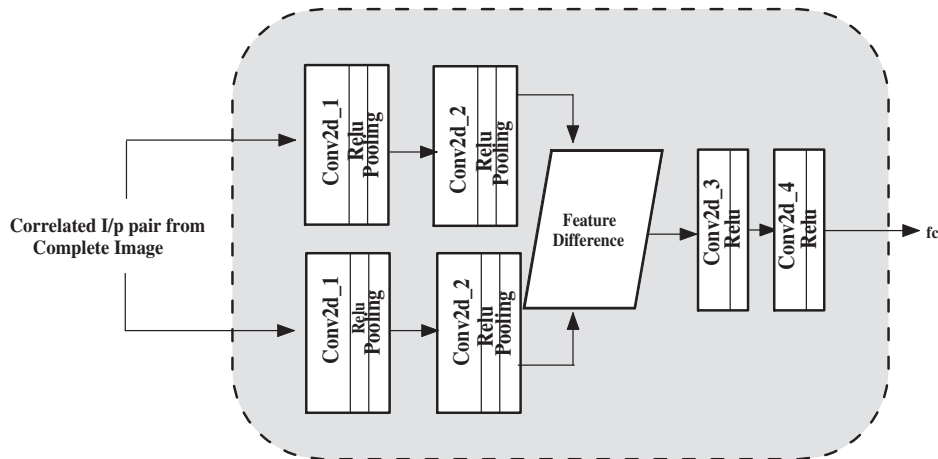 Correlated I/p pair from
Complete Image
Conv2d_1
Relu
Pooling
Conv2d_2
Relu
Pooling
Conv2d_1
Relu
Pooling
Conv2d_2
Relu
Pooling
Feature
Difference
Conv2d_3
Relu
Conv2d_4
Relu
fc